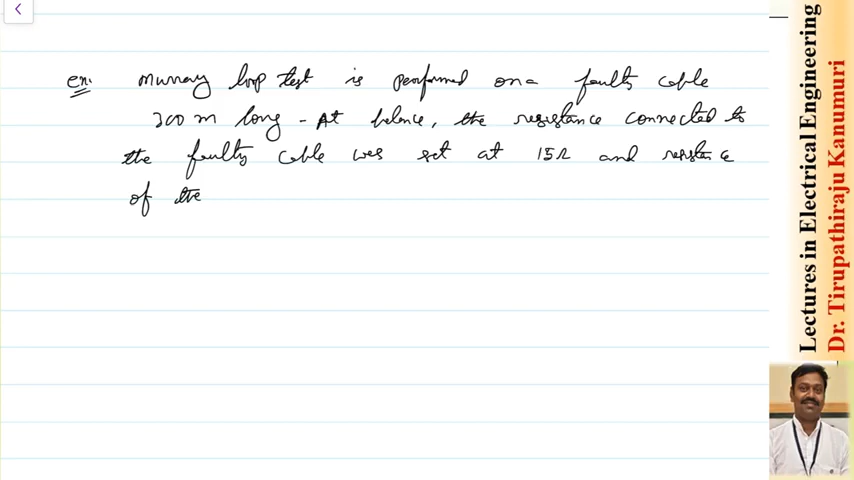 ex: Murray loop test is performed on a faulty cable
300 m long - At balance, the resistance connected to
the faulty cable was set at 15Ω and resistance
of the
Lectures in Electrical Engineering
Dr. Tirupathiraju Kanumuri